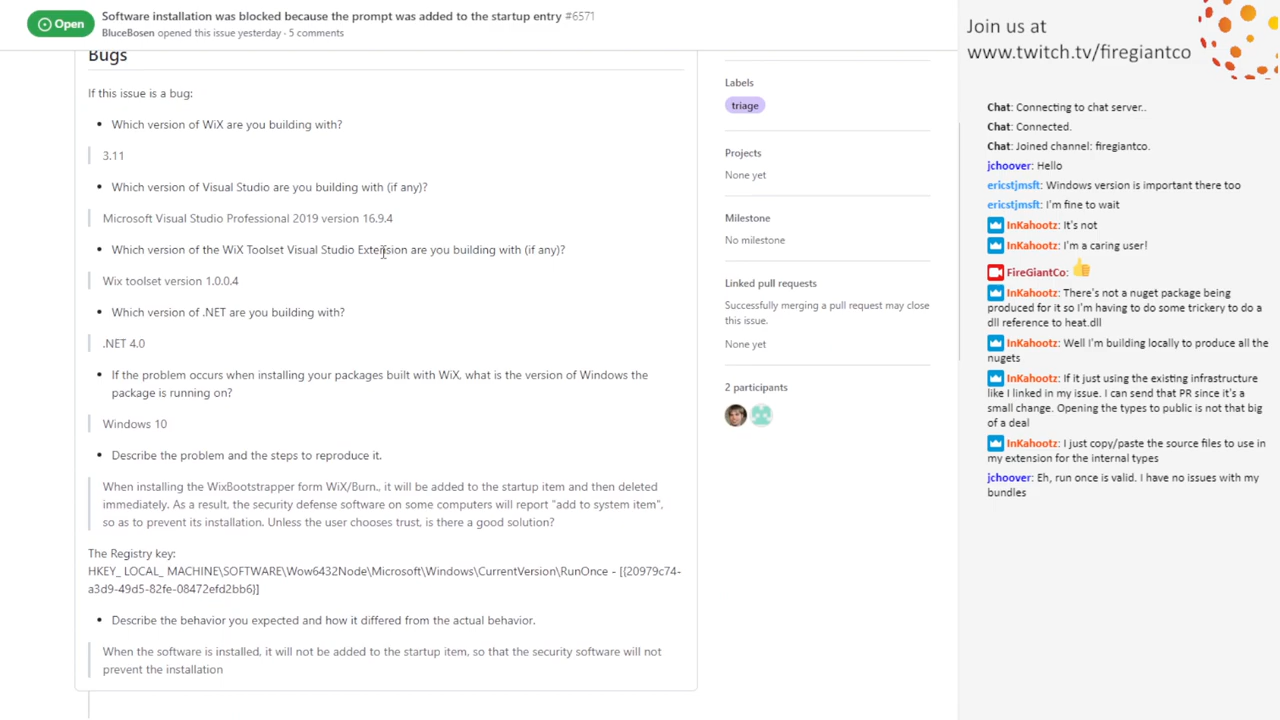 Open
Software installation was blocked because the prompt was added to the startup entry #6571
BluceBosen opened this issue yesterday · 5 comments
Bugs
If this issue is a bug:
• Which version of WiX are you building with?
3.11
• Which version of Visual Studio are you building with (if any)?
Microsoft Visual Studio Professional 2019 version 16.9.4
• Which version of the WiX Toolset Visual Studio Extension are you building with (if any)?
Wix toolset version 1.0.0.4
• Which version of .NET are you building with?
.NET 4.0
• If the problem occurs when installing your packages built with WiX, what is the version of Windows the
package is running on?
Windows 10
• Describe the problem and the steps to reproduce it.
When installing the WixBootstrapper form WiX/Burn., it will be added to the startup item and then deleted
immediately. As a result, the security defense software on some computers will report "add to system item",
so as to prevent its installation. Unless the user chooses trust, is there a good solution?
The Registry key:
HKEY_ LOCAL_ MACHINE\SOFTWARE\Wow6432Node\Microsoft\Windows\CurrentVersion\RunOnce - [{20979c74-
a3d9-49d5-82fe-08472efd2bb6}]
• Describe the behavior you expected and how it differed from the actual behavior.
When the software is installed, it will not be added to the startup item, so that the security software will not
prevent the installation
Labels
triage
Projects
None yet
Milestone
No milestone
Linked pull requests
Successfully merging a pull request may close
this issue.
None yet
2 participants
Join us at
www.twitch.tv/firegiantco
Chat: Connecting to chat server..
Chat: Connected.
Chat: Joined channel: firegiantco.
jchoover: Hello
ericstjmsft: Windows version is important there too
ericstjmsft: I'm fine to wait
InKahootz: It's not
InKahootz: I'm a caring user!
FireGiantCo: 👍
InKahootz: There's not a nuget package being
produced for it so I'm having to do some trickery to do a
dll reference to heat.dll
InKahootz: Well I'm building locally to produce all the
nugets
InKahootz: If it just using the existing infrastructure
like I linked in my issue. I can send that PR since it's a
small change. Opening the types to public is not that big
of a deal
InKahootz: I just copy/paste the source files to use in
my extension for the internal types
jchoover: Eh, run once is valid. I have no issues with my
bundles